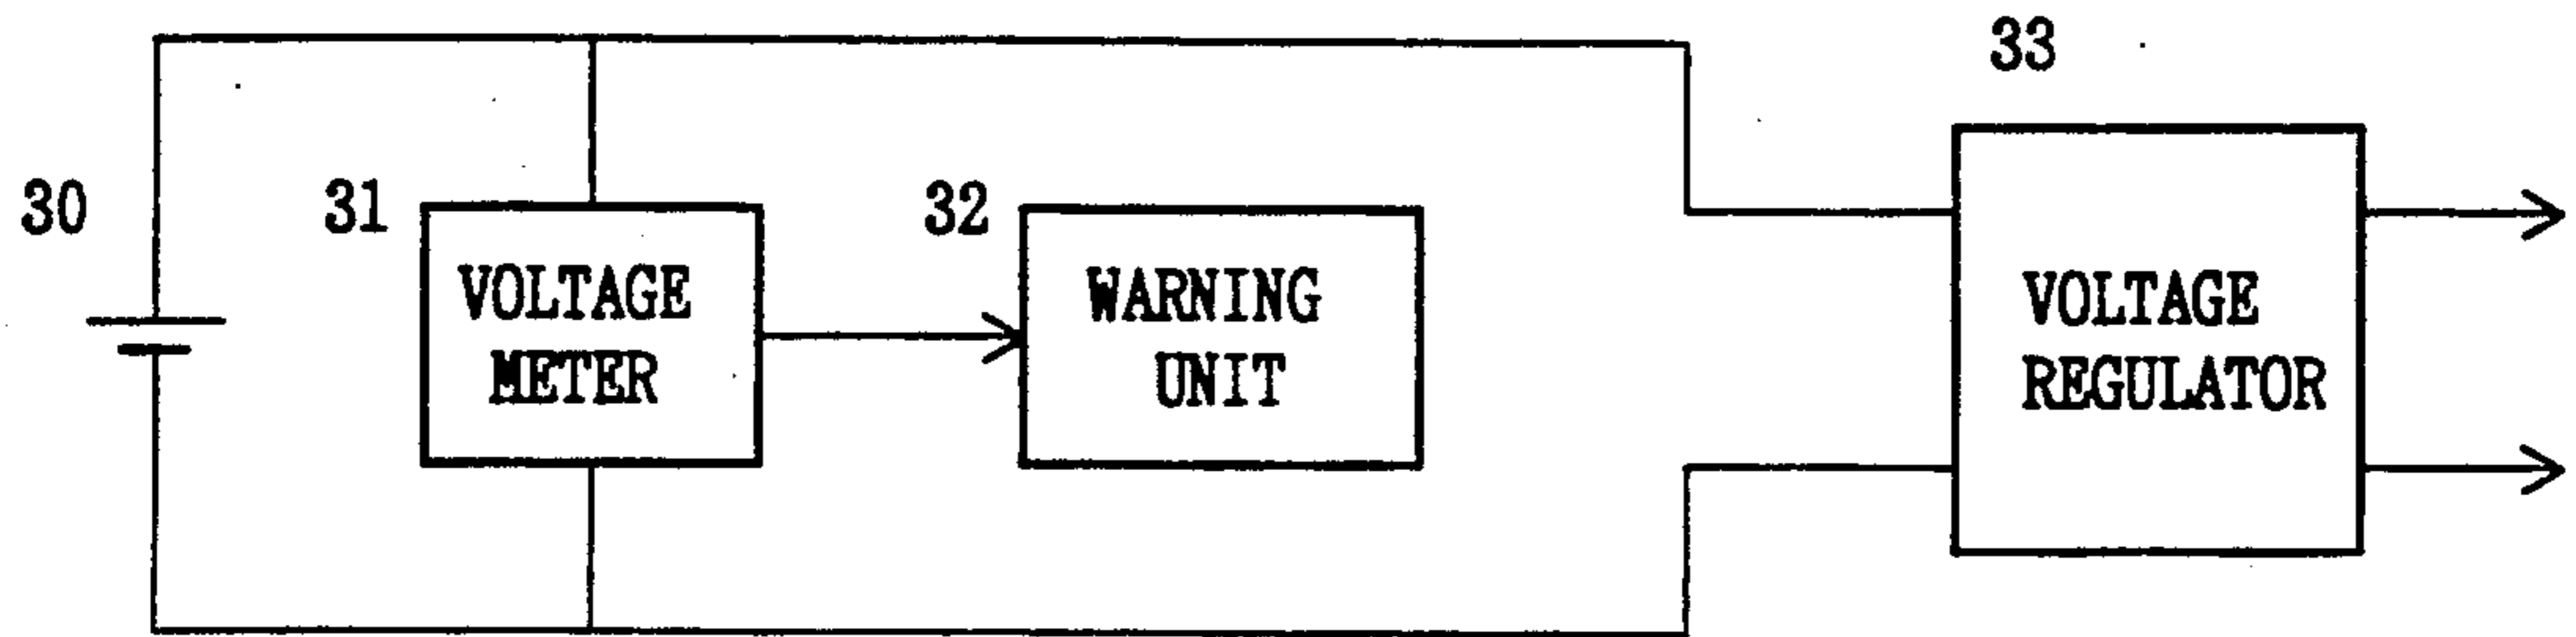 33
30
31
32
VOLTAGE
METER
WARNING
UNIT
VOLTAGE
REGULATOR